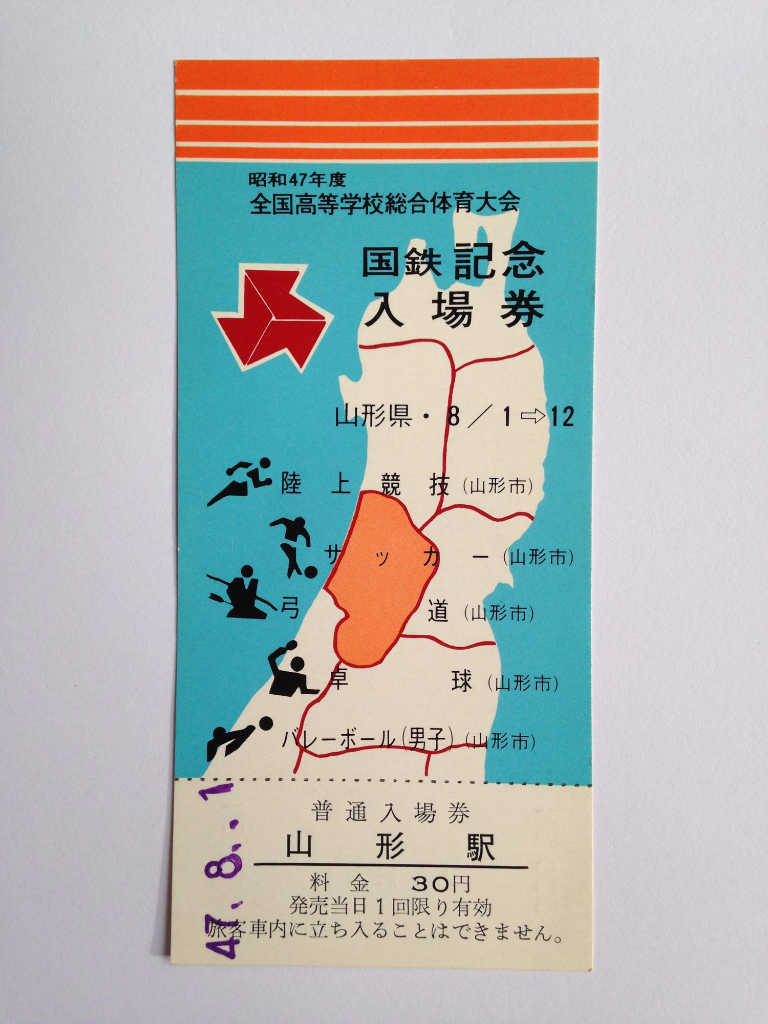 昭和47年度
全国高等学校総合体育大会
国鉄 記念
入場券
山形県・8／1⇨12
陸上競技(山形市)
サッカー(山形市)
弓道(山形市)
卓球(山形市)
バレーボール(男子)(山形市)
普通入場券
山形駅
料金 30円
発売当日1回限り有効
旅客車内に立ち入ることはできません。
47.8.-1